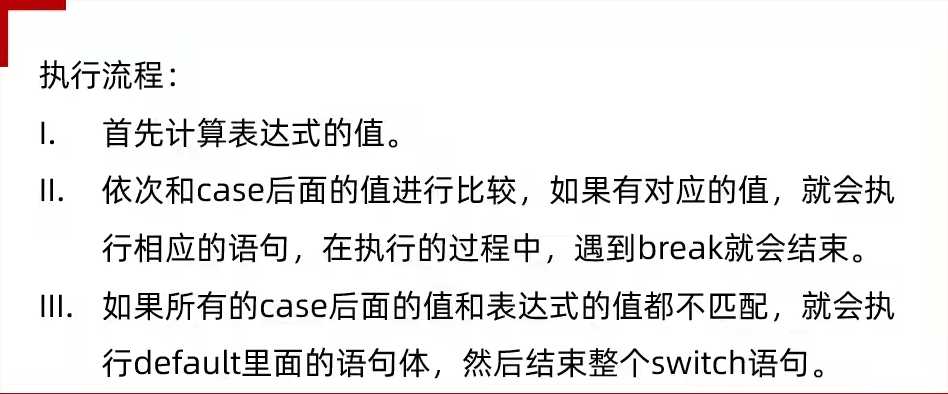 执行流程：
I. 首先计算表达式的值。
II. 依次和case后面的值进行比较，如果有对应的值，就会执
行相应的语句，在执行的过程中，遇到break就会结束。
III. 如果所有的case后面的值和表达式的值都不匹配，就会执
行default里面的语句体，然后结束整个switch语句。